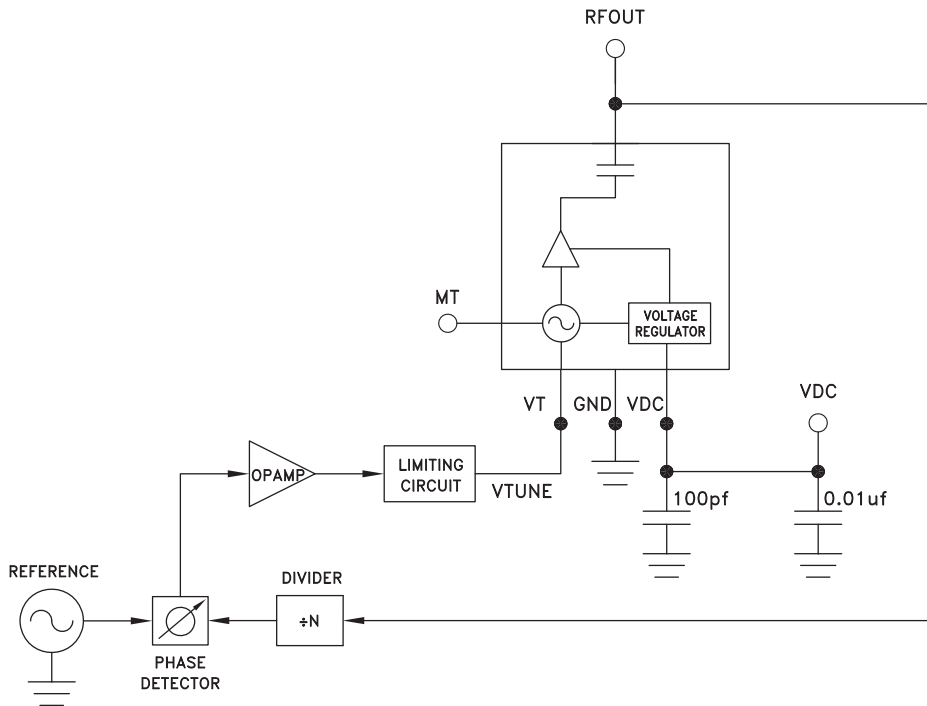 RFOUT
MT
VOLTAGE
REGULATOR
VT
GND
VDC
VDC
OPAMP
LIMITING
CIRCUIT
VTUNE
100pf
0.01uf
REFERENCE
DIVIDER
÷N
PHASE
DETECTOR